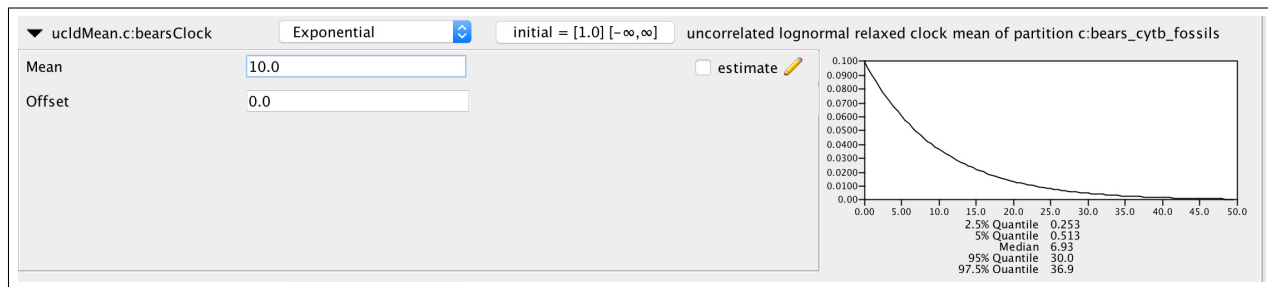 ▼ ucldMean.c:bearsClock Exponential initial = [1.0] [-∞,∞] uncorrelated lognormal relaxed clock mean of partition c:bears_cytb_fossils
Mean 10.0 estimate
Offset 0.0
0.100
0.0900
0.0800
0.0700
0.0600
0.0500
0.0400
0.0300
0.0200
0.0100
0.00
0.00 5.00 10.0 15.0 20.0 25.0 30.0 35.0 40.0 45.0 50.0
2.5% Quantile 0.253
5% Quantile 0.513
Median 6.93
95% Quantile 30.0
97.5% Quantile 36.9